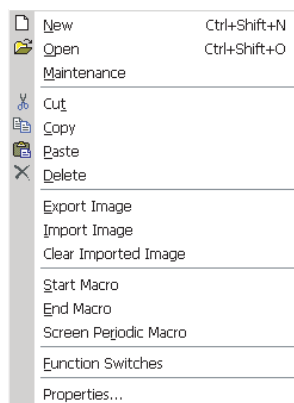 New Ctrl+Shift+N
Open Ctrl+Shift+O
Maintenance
Cut
Copy
Paste
Delete
Export Image
Import Image
Clear Imported Image
Start Macro
End Macro
Screen Periodic Macro
Function Switches
Properties...